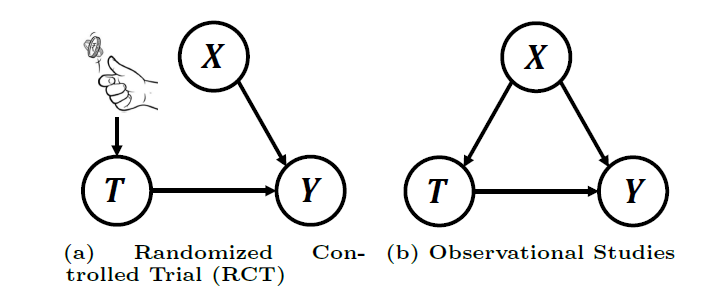 X
X
T
Y
T
Y
(a) Randomized Con-
trolled Trial (RCT)
(b) Observational Studies